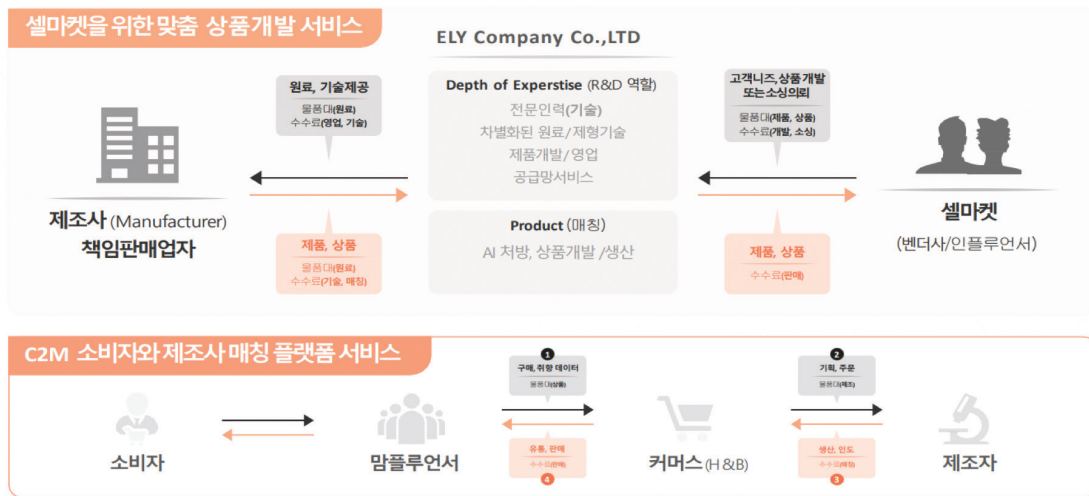 셀마켓을 위한 맞춤 상품개발 서비스
ELY Company Co.,LTD
원료, 기술제공
물품대(원료)
수수료(영업, 기술)
Depth of Experstise (R&D 역할)
전문인력(기술)
차별화된 원료/제형기술
제품개발/영업
공급망서비스
고객니즈, 상품 개발
또는 소싱의뢰
물품대(제품, 상품)
수수료(개발, 소싱)
제조사 (Manufacturer)
책임판매업자
제품, 상품
물품대(원료)
수수료(기술, 매칭)
Product (매칭)
AI 처방, 상품개발 /생산
제품, 상품
수수료(판매)
셀마켓
(벤더사/인플루언서)
C2M 소비자와 제조사 매칭 플랫폼 서비스
1
구매, 취향 데이터
물품대(상품)
2
기획, 주문
물품대(제조)
소비자
맘플루언서
유통, 판매
수수료(판매)
4
커머스 (H &B)
생산, 인도
수수료(매칭)
3
제조자